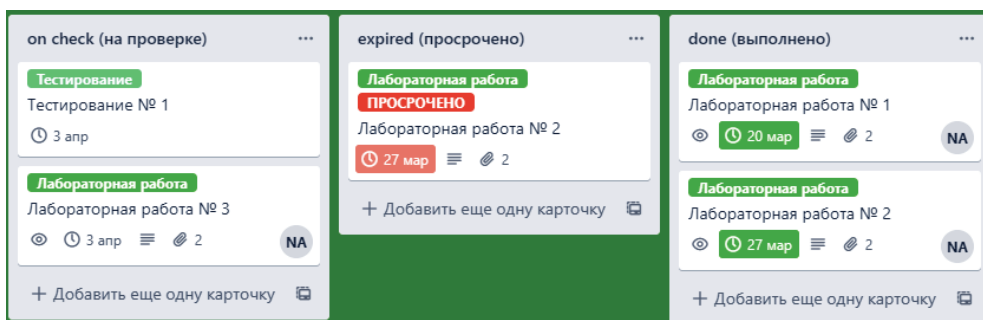 on check (на проверке)
Тестирование
Тестирование № 1
3 апр
Лабораторная работа
Лабораторная работа № 3
3 апр 2
NA
+ Добавить еще одну карточку
expired (просрочено)
Лабораторная работа
ПРОСРОЧЕНО
Лабораторная работа № 2
27 мар 2
+ Добавить еще одну карточку
done (выполнено)
Лабораторная работа
Лабораторная работа № 1
20 мар 2
NA
Лабораторная работа
Лабораторная работа № 2
27 мар 2
NA
+ Добавить еще одну карточку